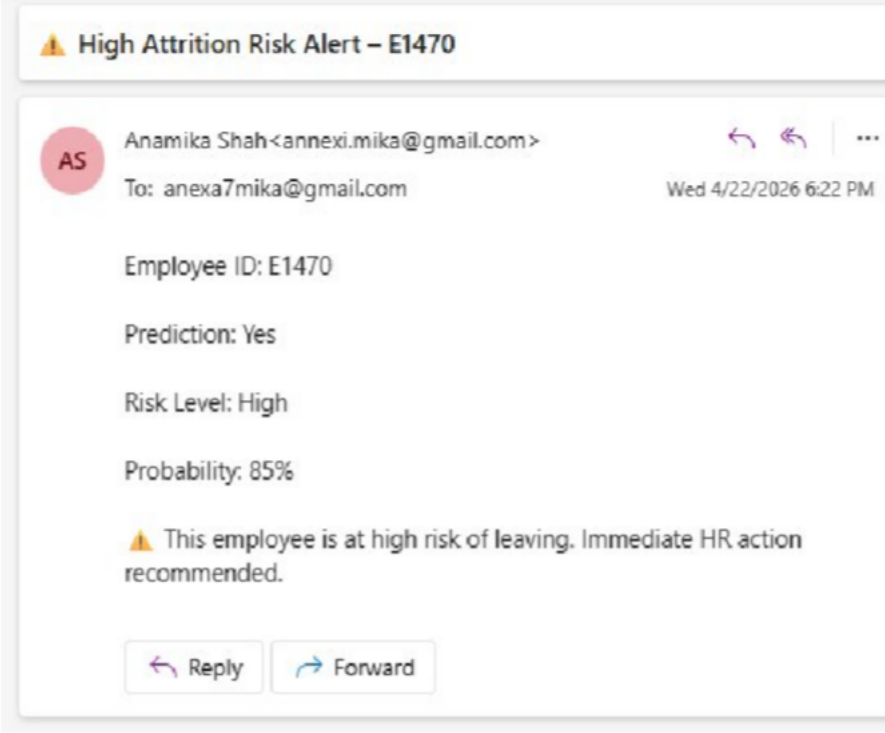 ⚠ High Attrition Risk Alert – E1470
AS
Anamika Shah<annexi.mika@gmail.com>
To: anexa7mika@gmail.com
Wed 4/22/2026 6:22 PM
Employee ID: E1470
Prediction: Yes
Risk Level: High
Probability: 85%
⚠ This employee is at high risk of leaving. Immediate HR action
recommended.
Reply
Forward